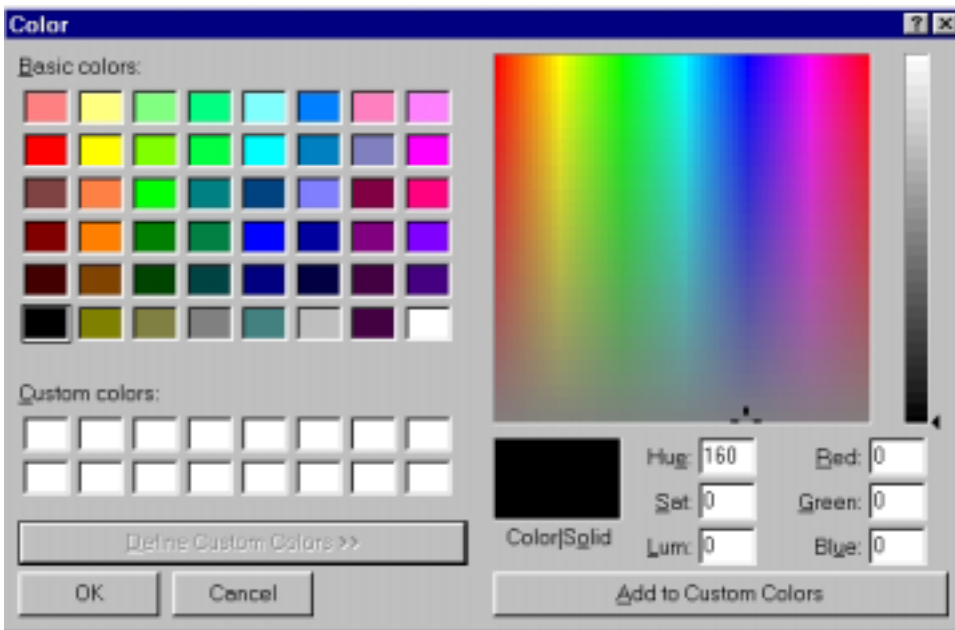 Color
Basic colors:
Custom colors:
Define Custom Colors >>
OK Cancel
Color|Solid
Hue: 160 Red: 0
Sat: 0 Green: 0
Lum: 0 Blue: 0
Add to Custom Colors